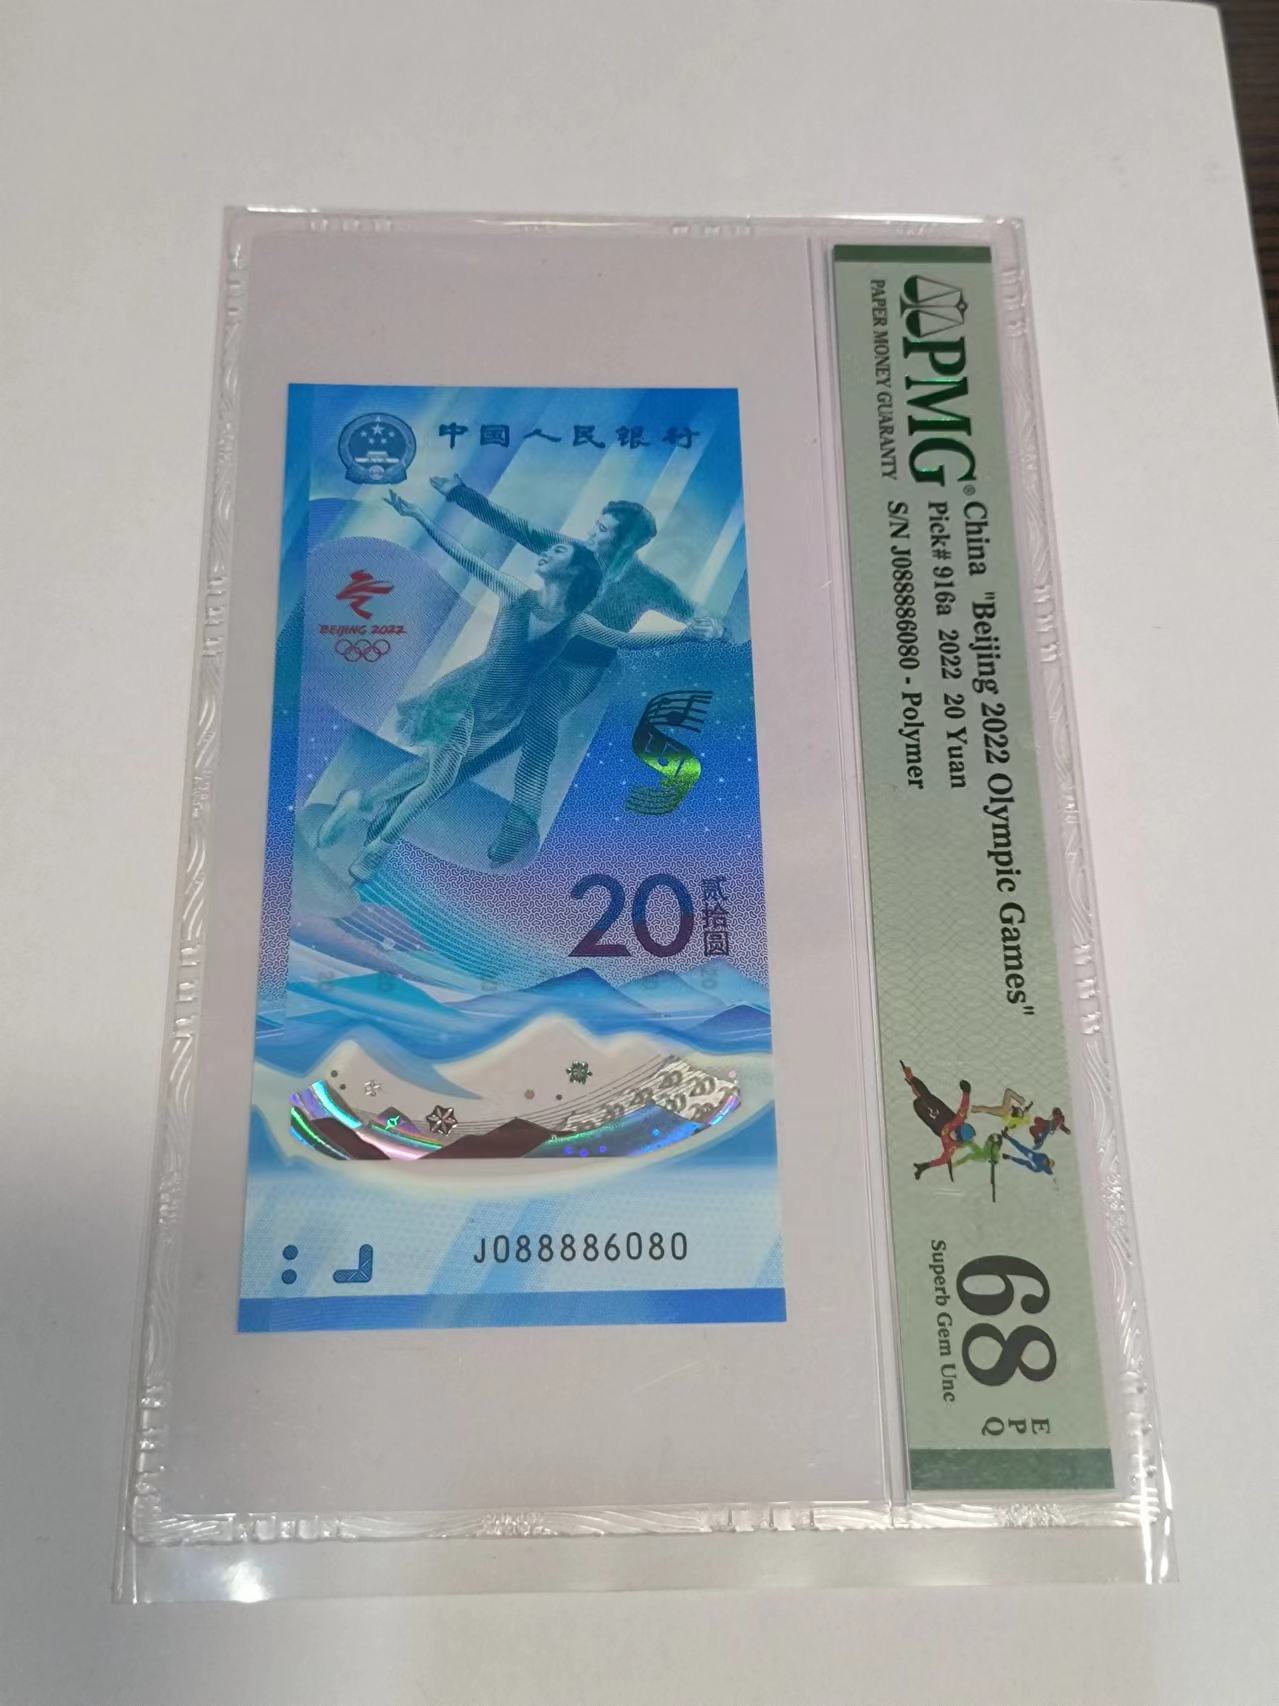 中国人民银行
BEIJING 2022
20
贰拾圆
J088886080
PMG®
PAPER MONEY GUARANTY
China "Beijing 2022 Olympic Games"
Pick# 916a 2022 20 Yuan
S/N J088886080 - Polymer
68
EPQ
Superb Gem Unc